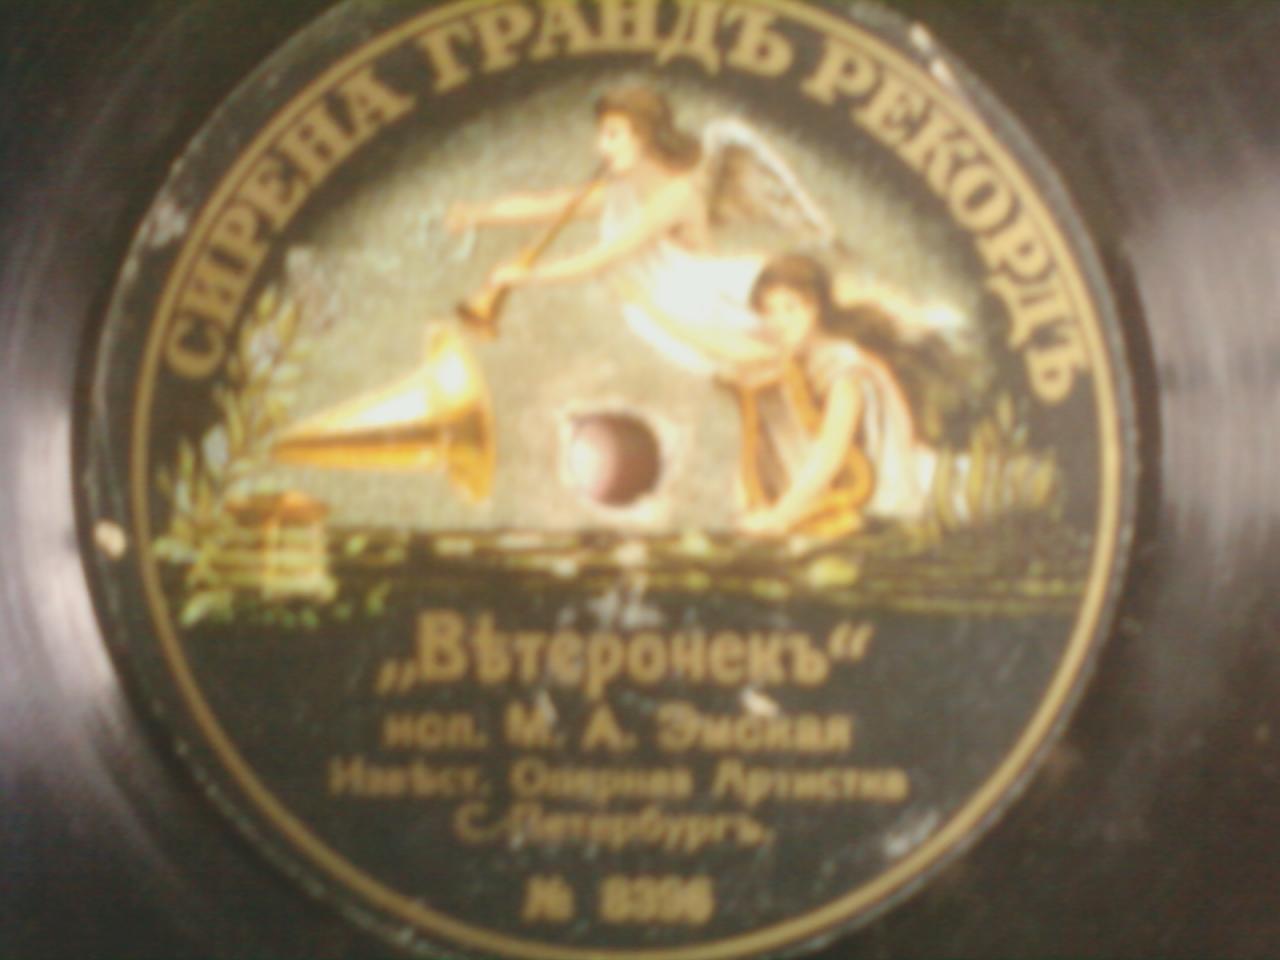 СИРЕНА ГРАНДЪ РЕКОРДЪ
„Вѣтерочекъ“
исп. М. А. Эмская
Извѣст. Оперная Артистка
С.-Петербургъ.
№ 8396